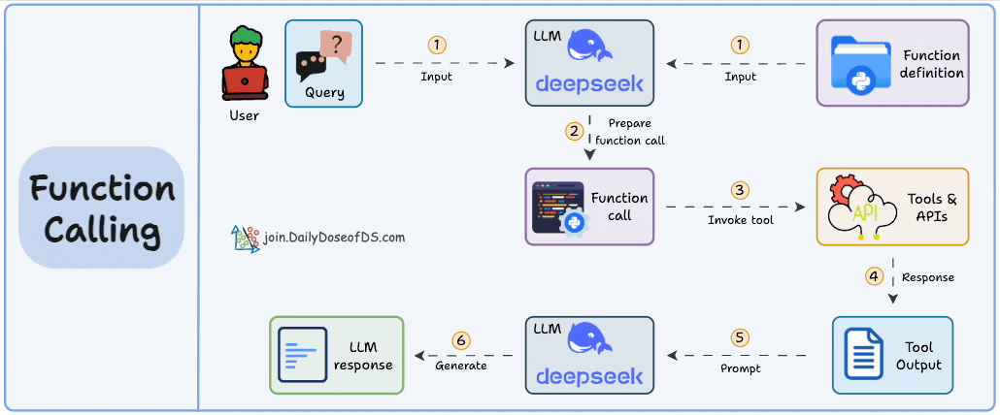 Function
Calling
User
?
Query
1
Input
LLM
deepseek
1
Input
Function
definition
2
Prepare
function call
Function
call
3
Invoke tool
API
Tools &
APIs
join.DailyDoseofDS.com
4
Response
LLM
response
6
Generate
LLM
deepseek
5
Prompt
Tool
Output